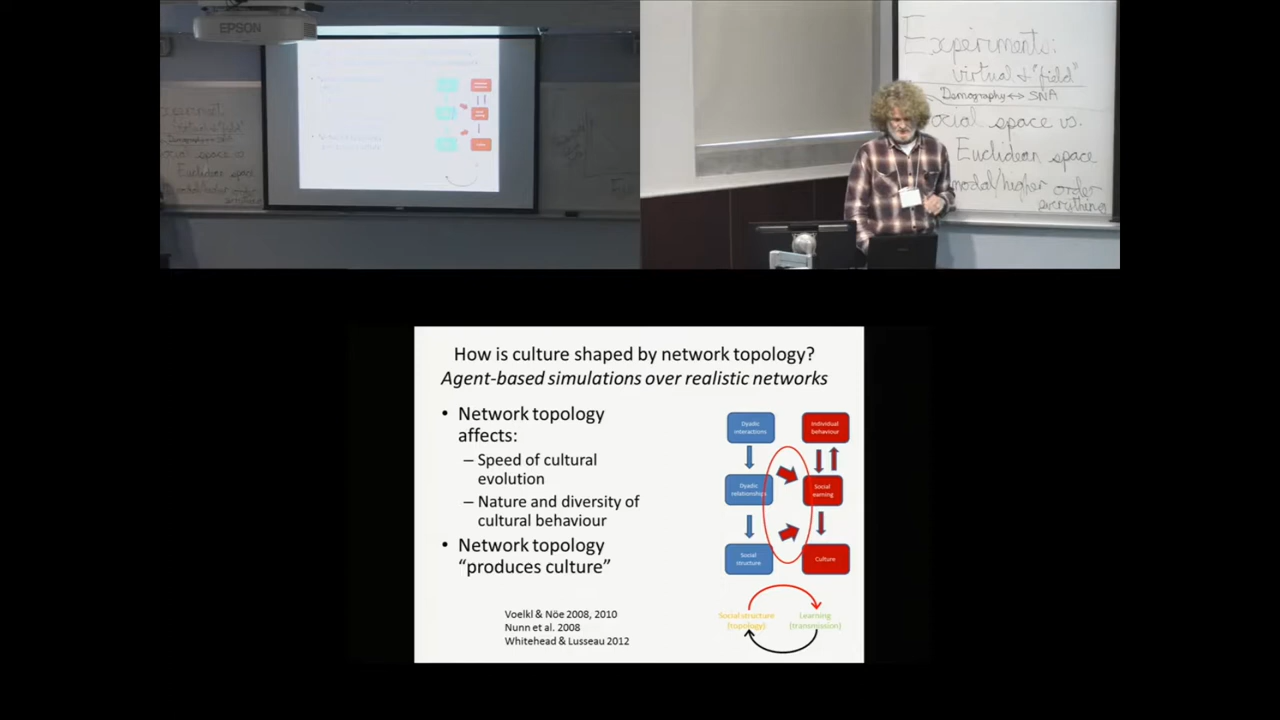 EPSON
Experiments:
virtual & "field"
Demography ↔ SNA
social space vs.
Euclidean space
modal/higher order
everything
How is culture shaped by network topology?
Agent-based simulations over realistic networks
• Network topology
affects:
– Speed of cultural
evolution
– Nature and diversity of
cultural behaviour
• Network topology
"produces culture"
Voelkl & Nöe 2008, 2010
Nunn et al. 2008
Whitehead & Lusseau 2012
Dyadic
interactions
Individual
behaviour
Dyadic
relationships
Social
learning
Social
structure
Culture
Social structure
(topology)
Learning
(transmission)